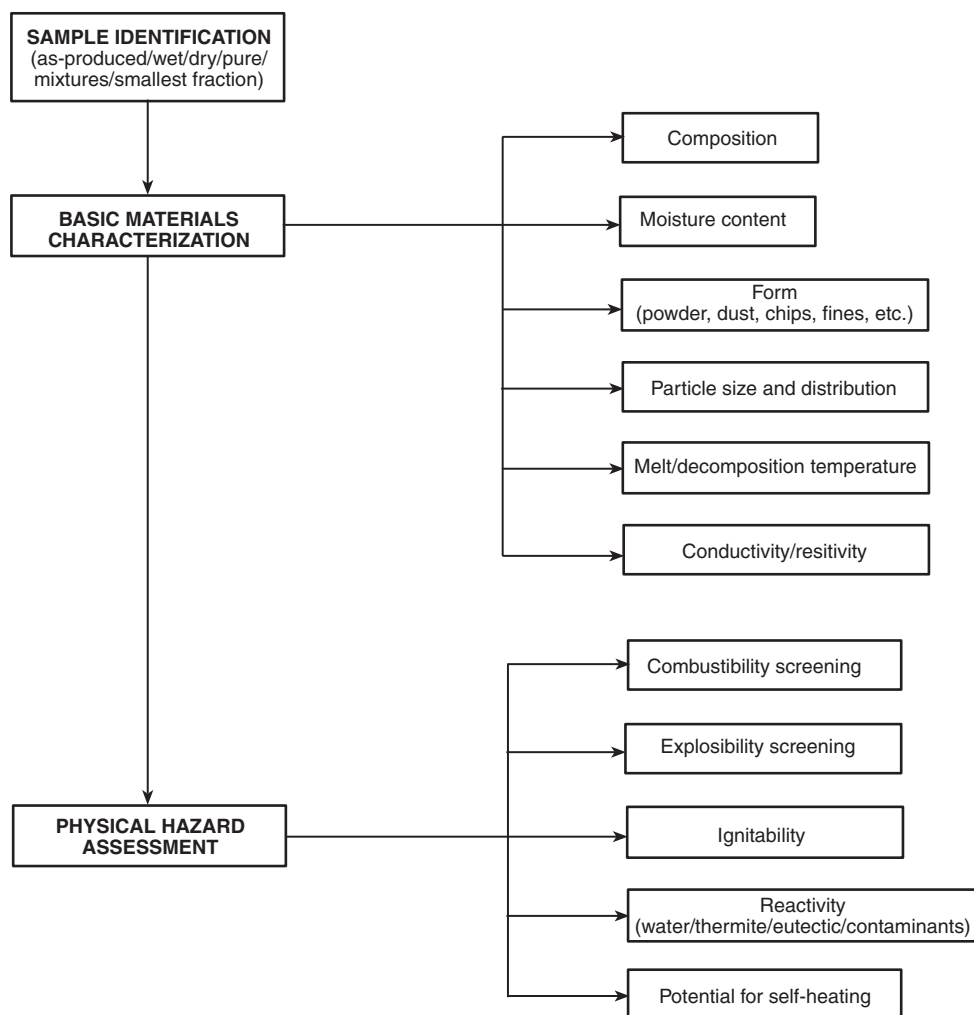 SAMPLE IDENTIFICATION
(as-produced/wet/dry/pure/
mixtures/smallest fraction)
BASIC MATERIALS
CHARACTERIZATION
Composition
Moisture content
Form
(powder, dust, chips, fines, etc.)
Particle size and distribution
Melt/decomposition temperature
Conductivity/resitivity
PHYSICAL HAZARD
ASSESSMENT
Combustibility screening
Explosibility screening
Ignitability
Reactivity
(water/thermite/eutectic/contaminants)
Potential for self-heating